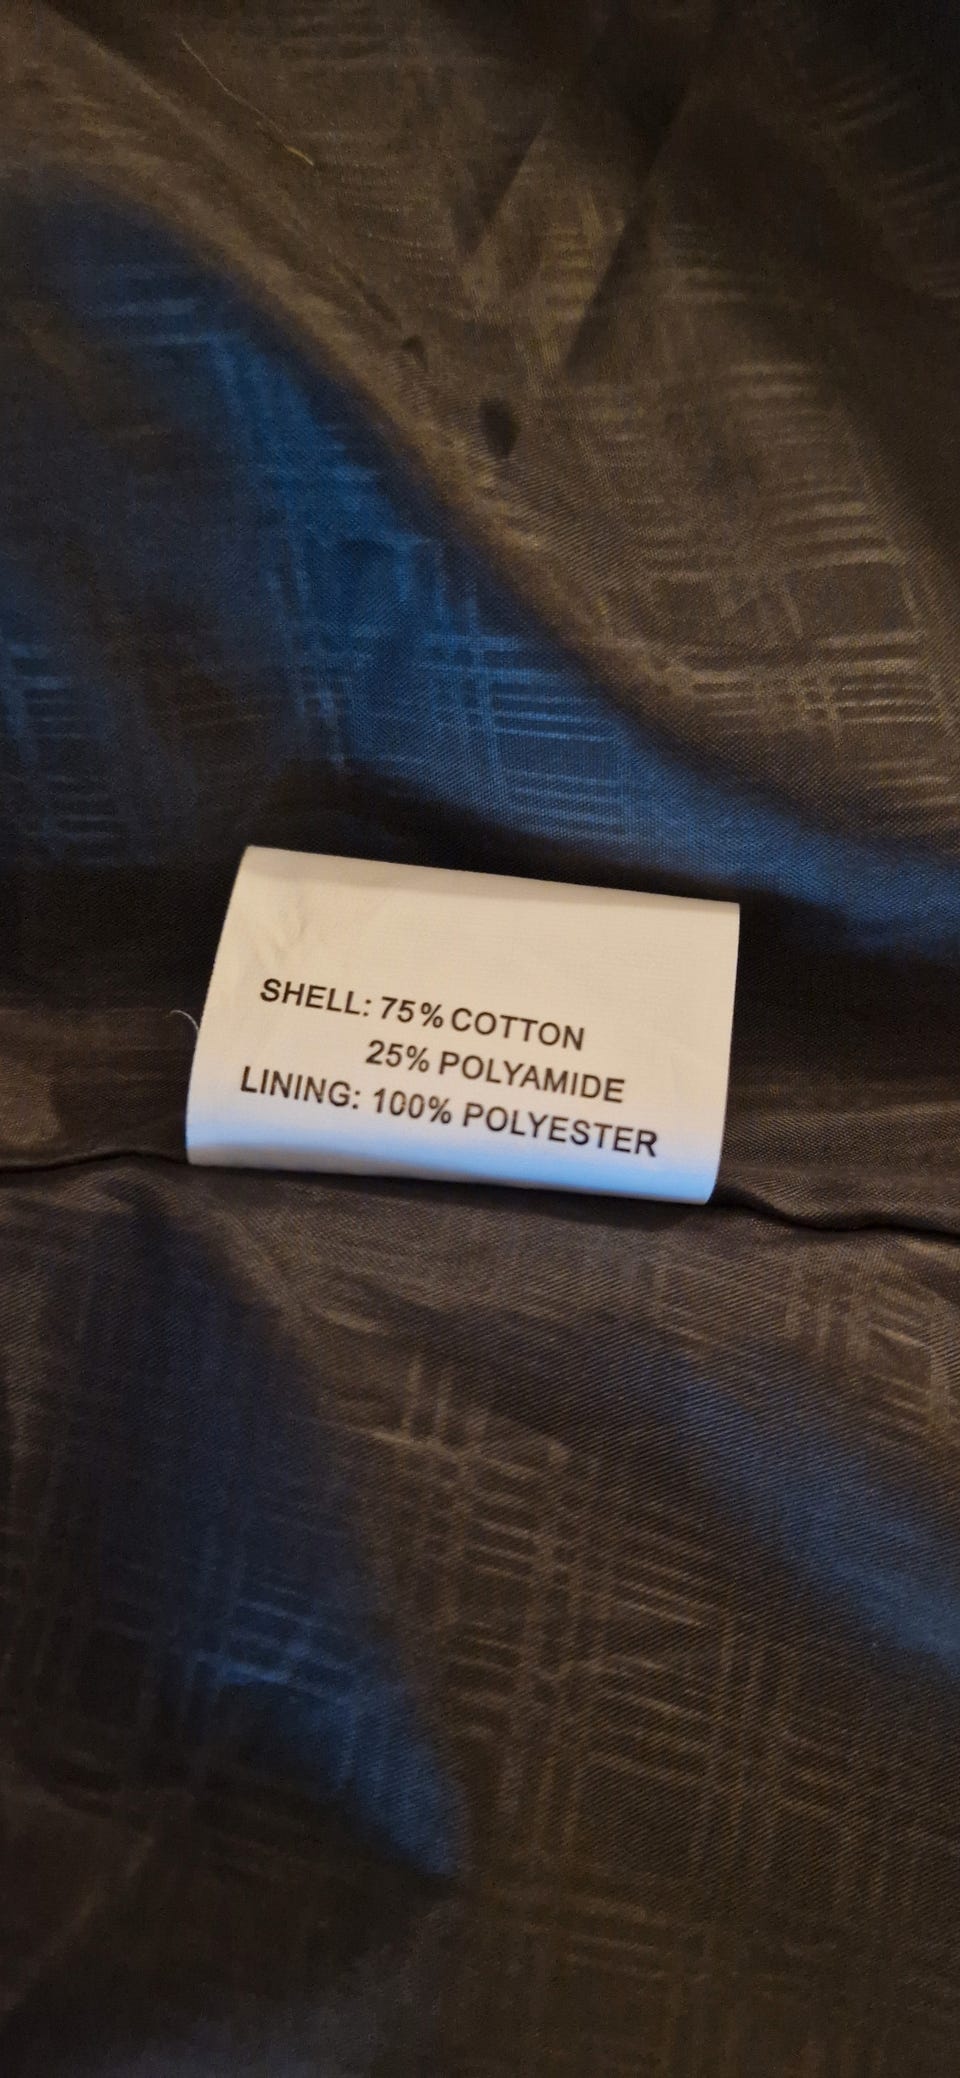 SHELL: 75% COTTON
25% POLYAMIDE
LINING: 100% POLYESTER